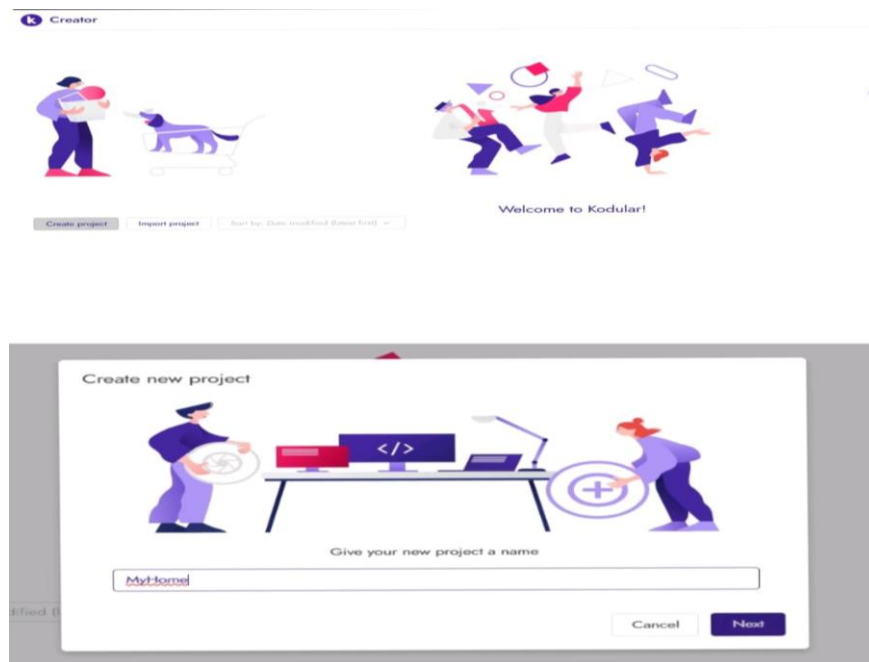 Creator
Welcome to Kodular!
Create project
Import project
Sort by: Date modified (latest first)
Create new project
</>
Give your new project a name
MyHome
dified (l
Cancel
Next